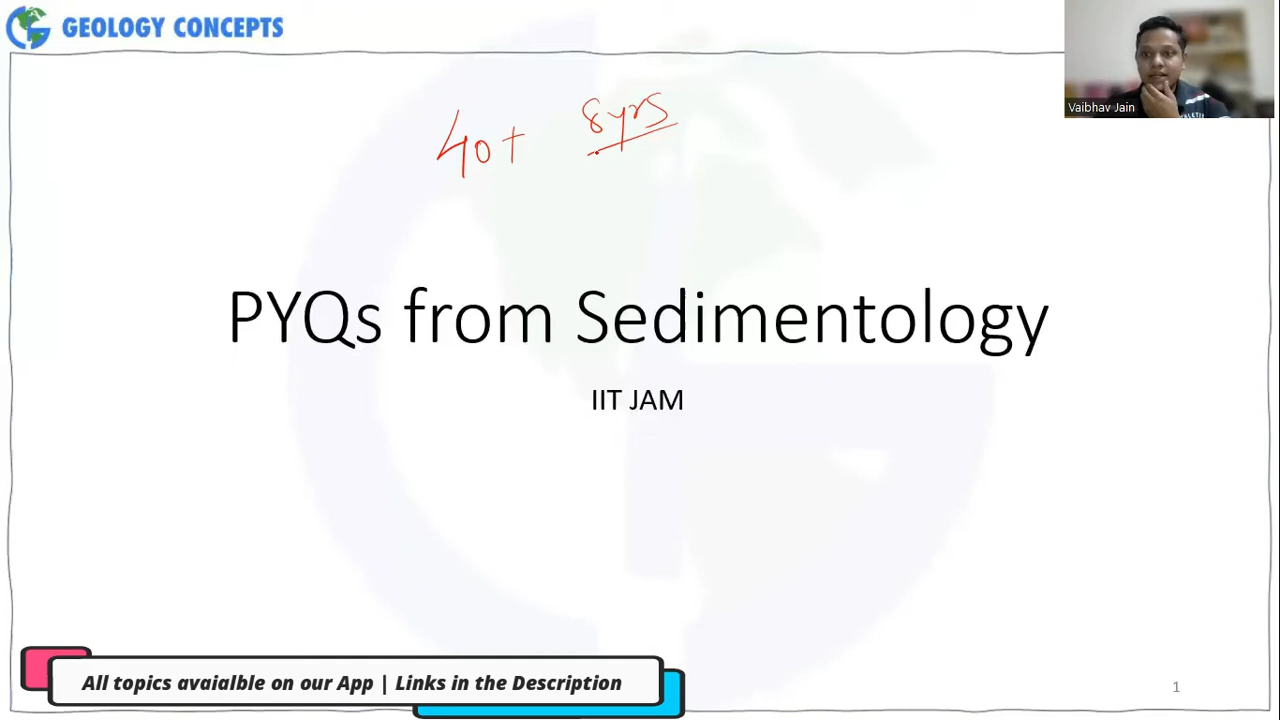 GEOLOGY CONCEPTS
Vaibhav Jain
40+ 8yrs
PYQs from Sedimentology
IIT JAM
All topics avaialble on our App | Links in the Description
1